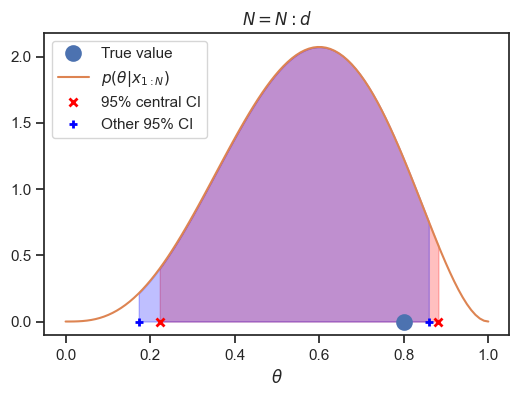 N = N : d
True value
p(θ|x₁:N)
95% central CI
Other 95% CI
2.0
1.5
1.0
0.5
0.0
0.0 0.2 0.4 0.6 0.8 1.0
θ